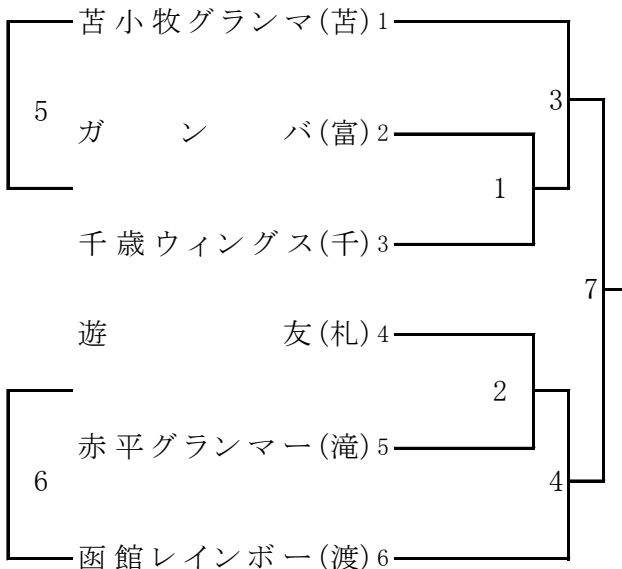 苫小牧グランマ(苫) 1
3
5
ガンバ(富) 2
1
千歳ウィングス(千) 3
7
遊友(札) 4
2
赤平グランマー(滝) 5
6
4
函館レインボー(渡) 6